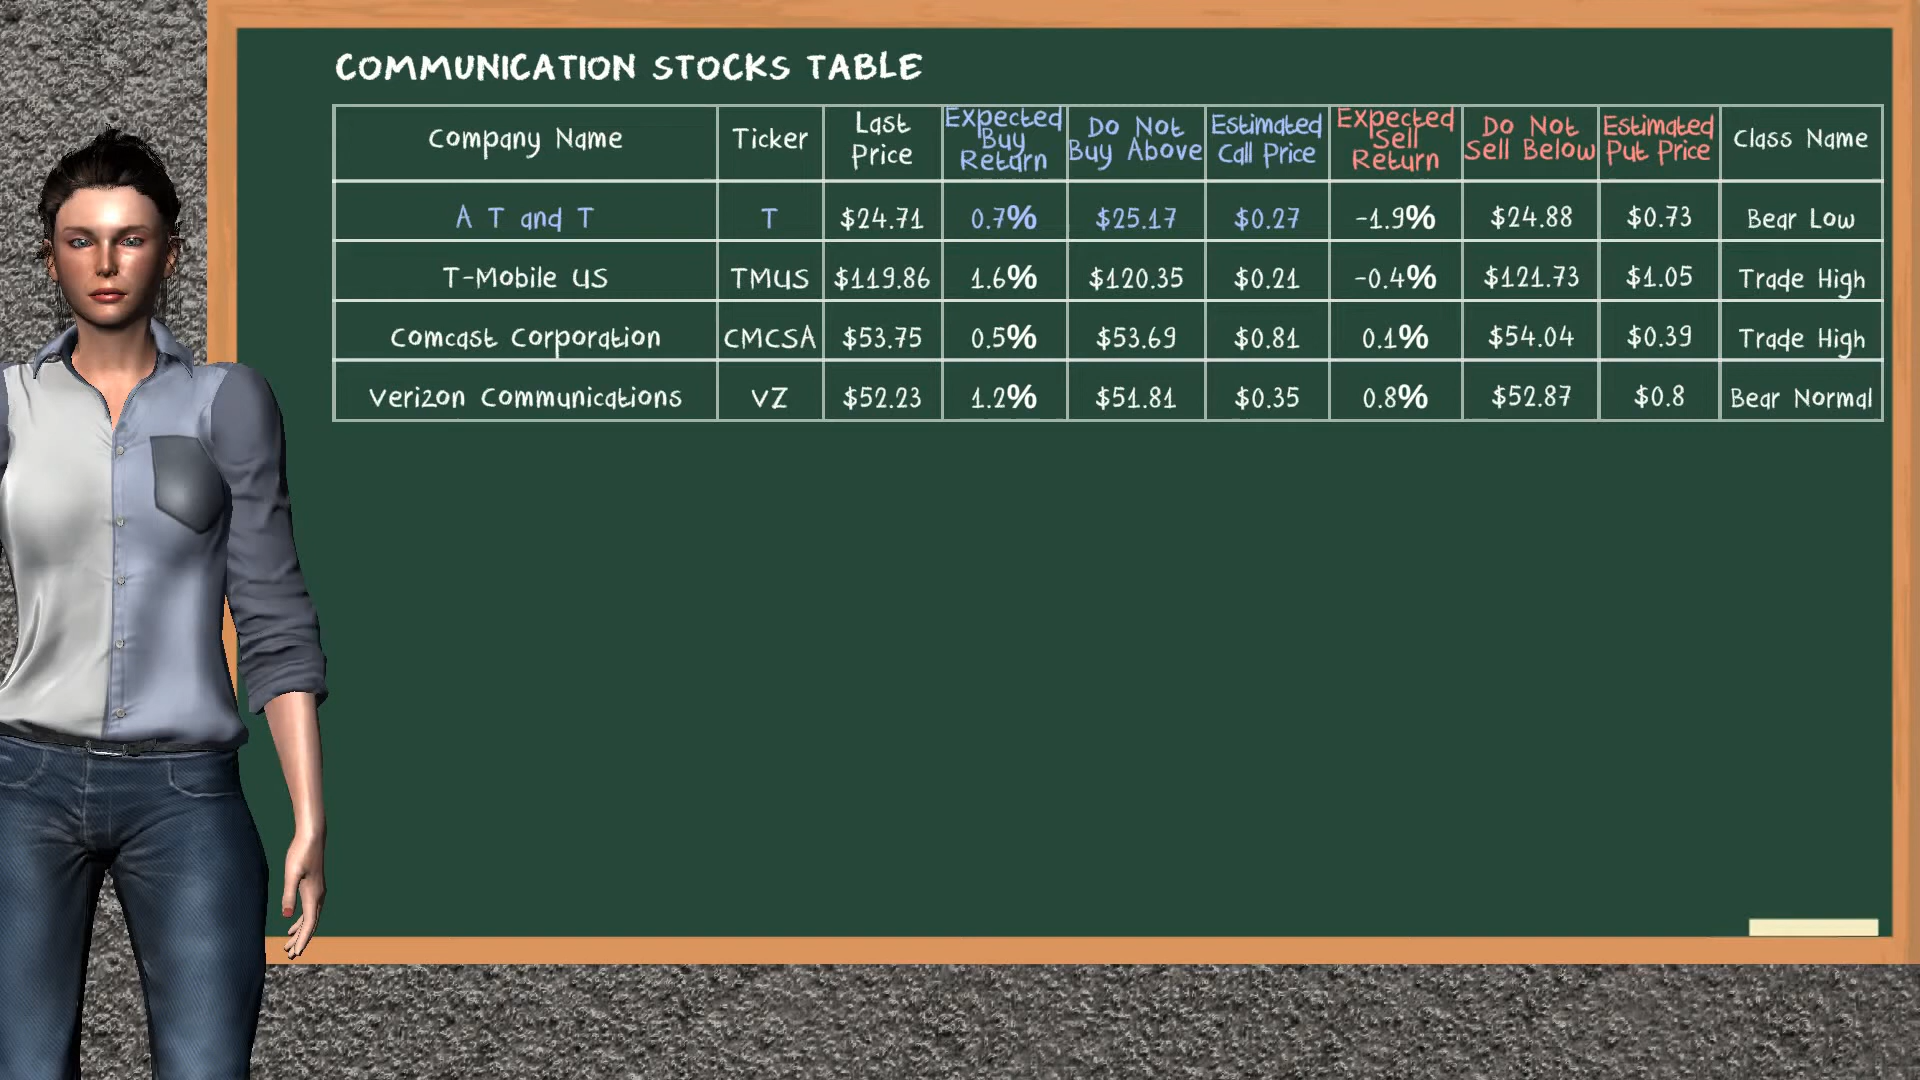 COMMUNICATION STOCKS TABLE
Company Name Ticker Last Price Expected Buy Return Do Not Buy Above Estimated Call Price Expected Sell Return Do Not Sell Below Estimated Put Price Class Name
A T and T T $24.71 0.7% $25.17 $0.27 -1.9% $24.88 $0.73 Bear Low
T-Mobile US TMUS $119.86 1.6% $120.35 $0.21 -0.4% $121.73 $1.05 Trade High
Comcast Corporation CMCSA $53.75 0.5% $53.69 $0.81 0.1% $54.04 $0.39 Trade High
Verizon Communications VZ $52.23 1.2% $51.81 $0.35 0.8% $52.87 $0.8 Bear Normal